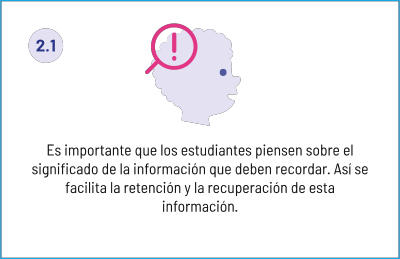 2.1
Es importante que los estudiantes piensen sobre el
significado de la información que deben recordar. Así se
facilita la retención y la recuperación de esta
información.